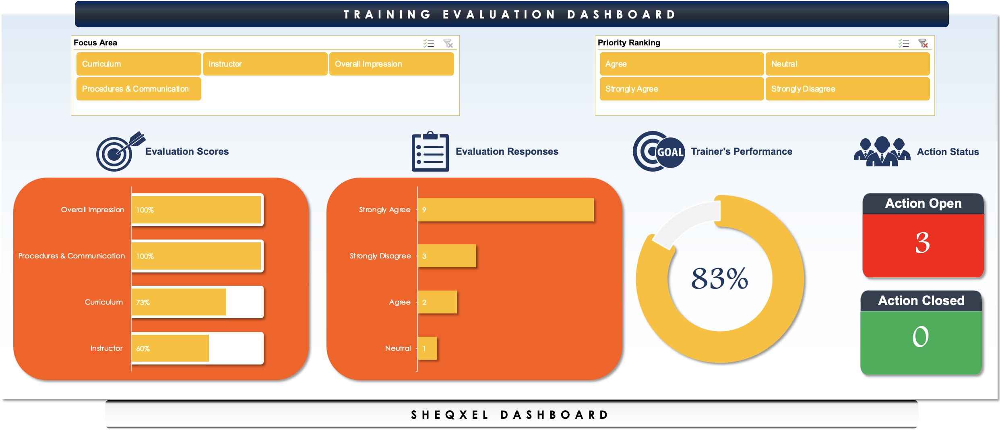 TRAINING EVALUATION DASHBOARD
Focus Area
Curriculum
Instructor
Overall Impression
Procedures & Communication
Priority Ranking
Agree
Neutral
Strongly Agree
Strongly Disagree
Evaluation Scores
Evaluation Responses
GOAL
Trainer's Performance
Action Status
Overall Impression 100%
Procedures & Communication 100%
Curriculum 73%
Instructor 60%
Strongly Agree 9
Strongly Disagree 3
Agree 2
Neutral 1
83%
Action Open
3
Action Closed
0
SHEQXEL DASHBOARD